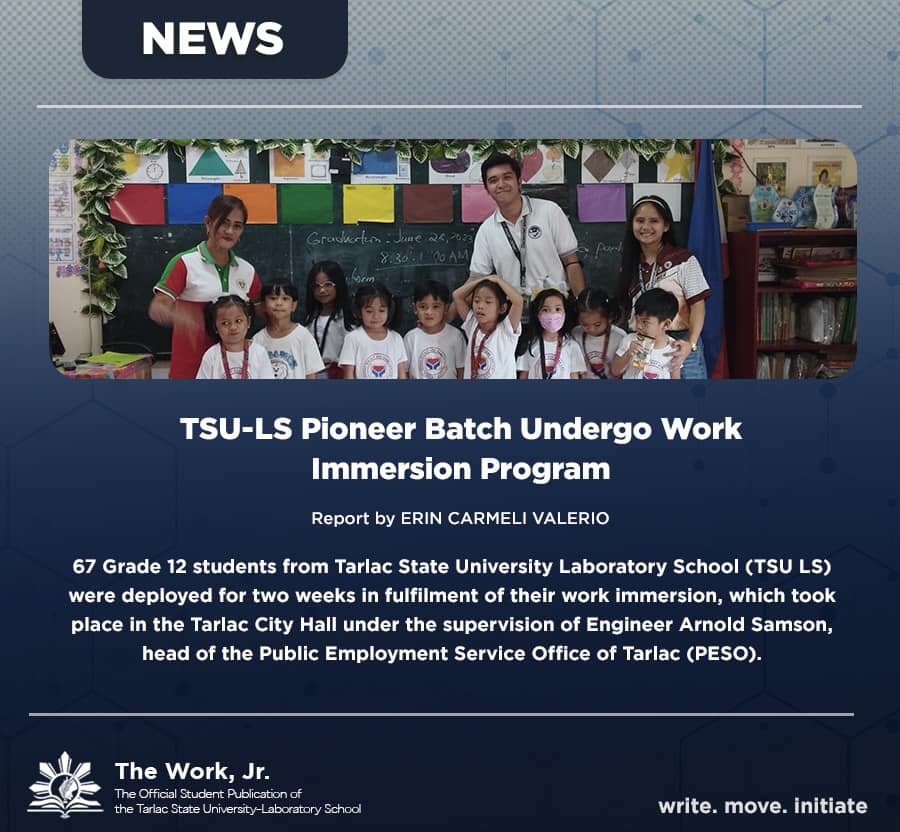 NEWS
Graduation - June 28, 2023
TSU-LS Pioneer Batch Undergo Work
Immersion Program
Report by ERIN CARMELI VALERIO
67 Grade 12 students from Tarlac State University Laboratory School (TSU LS)
were deployed for two weeks in fulfilment of their work immersion, which took
place in the Tarlac City Hall under the supervision of Engineer Arnold Samson,
head of the Public Employment Service Office of Tarlac (PESO).
The Work, Jr.
The Official Student Publication of
the Tarlac State University-Laboratory School
write. move. initiate